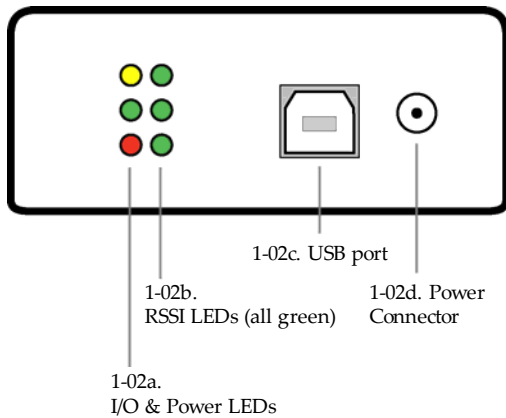 1-02c. USB port
1-02b.
RSSI LEDs (all green)
1-02d. Power
Connector
1-02a.
I/O & Power LEDs